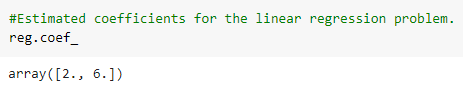 #Estimated coefficients for the linear regression problem.
reg.coef_
array([2., 6.])